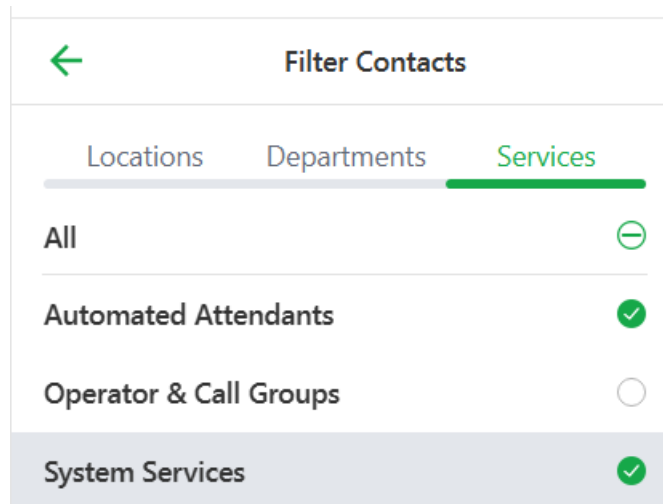 Filter Contacts
Locations Departments Services
All
Automated Attendants
Operator & Call Groups
System Services